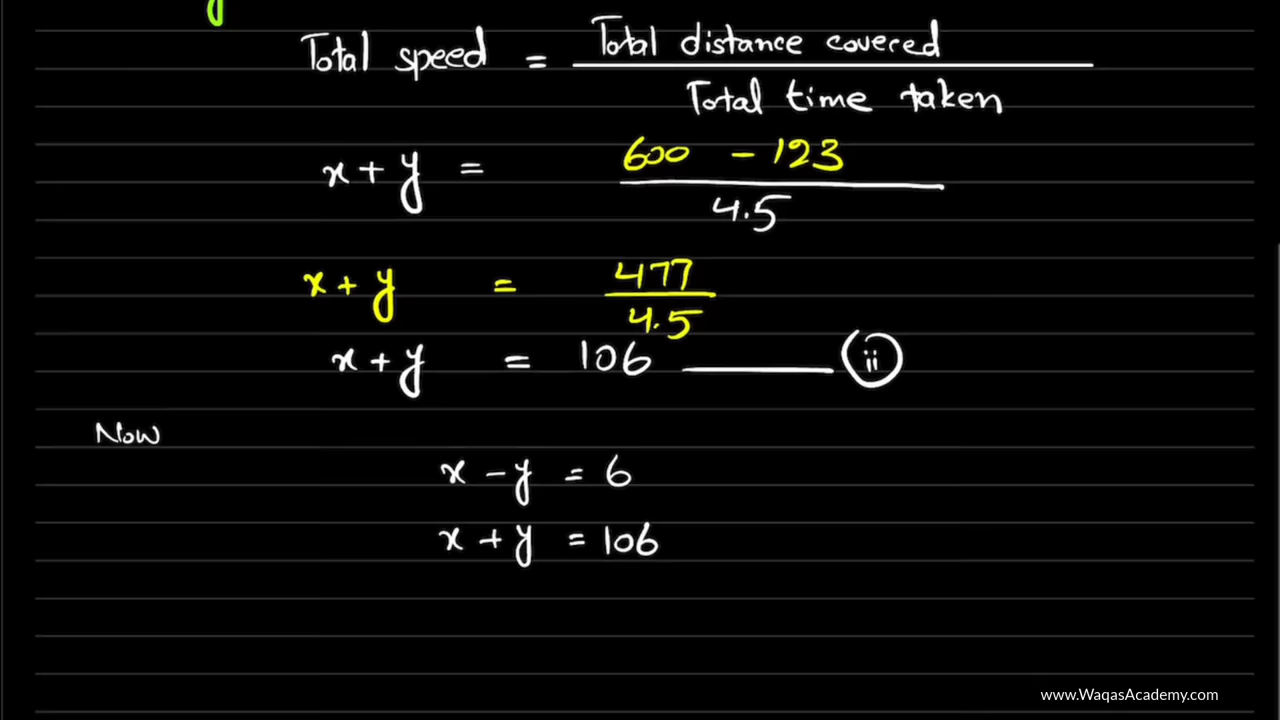 Total speed = Total distance covered / Total time taken
x + y = 600 - 123 / 4.5
x + y = 477 / 4.5
x + y = 106 ——— (ii)
Now
x - y = 6
x + y = 106
www.WaqasAcademy.com